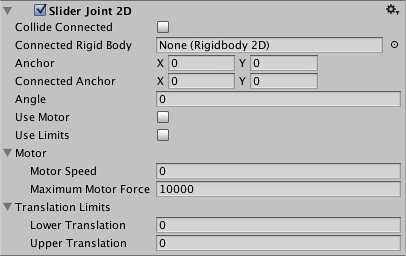 Slider Joint 2D
Collide Connected
Connected Rigid Body None (Rigidbody 2D)
Anchor X 0 Y 0
Connected Anchor X 0 Y 0
Angle 0
Use Motor
Use Limits
Motor
Motor Speed 0
Maximum Motor Force 10000
Translation Limits
Lower Translation 0
Upper Translation 0